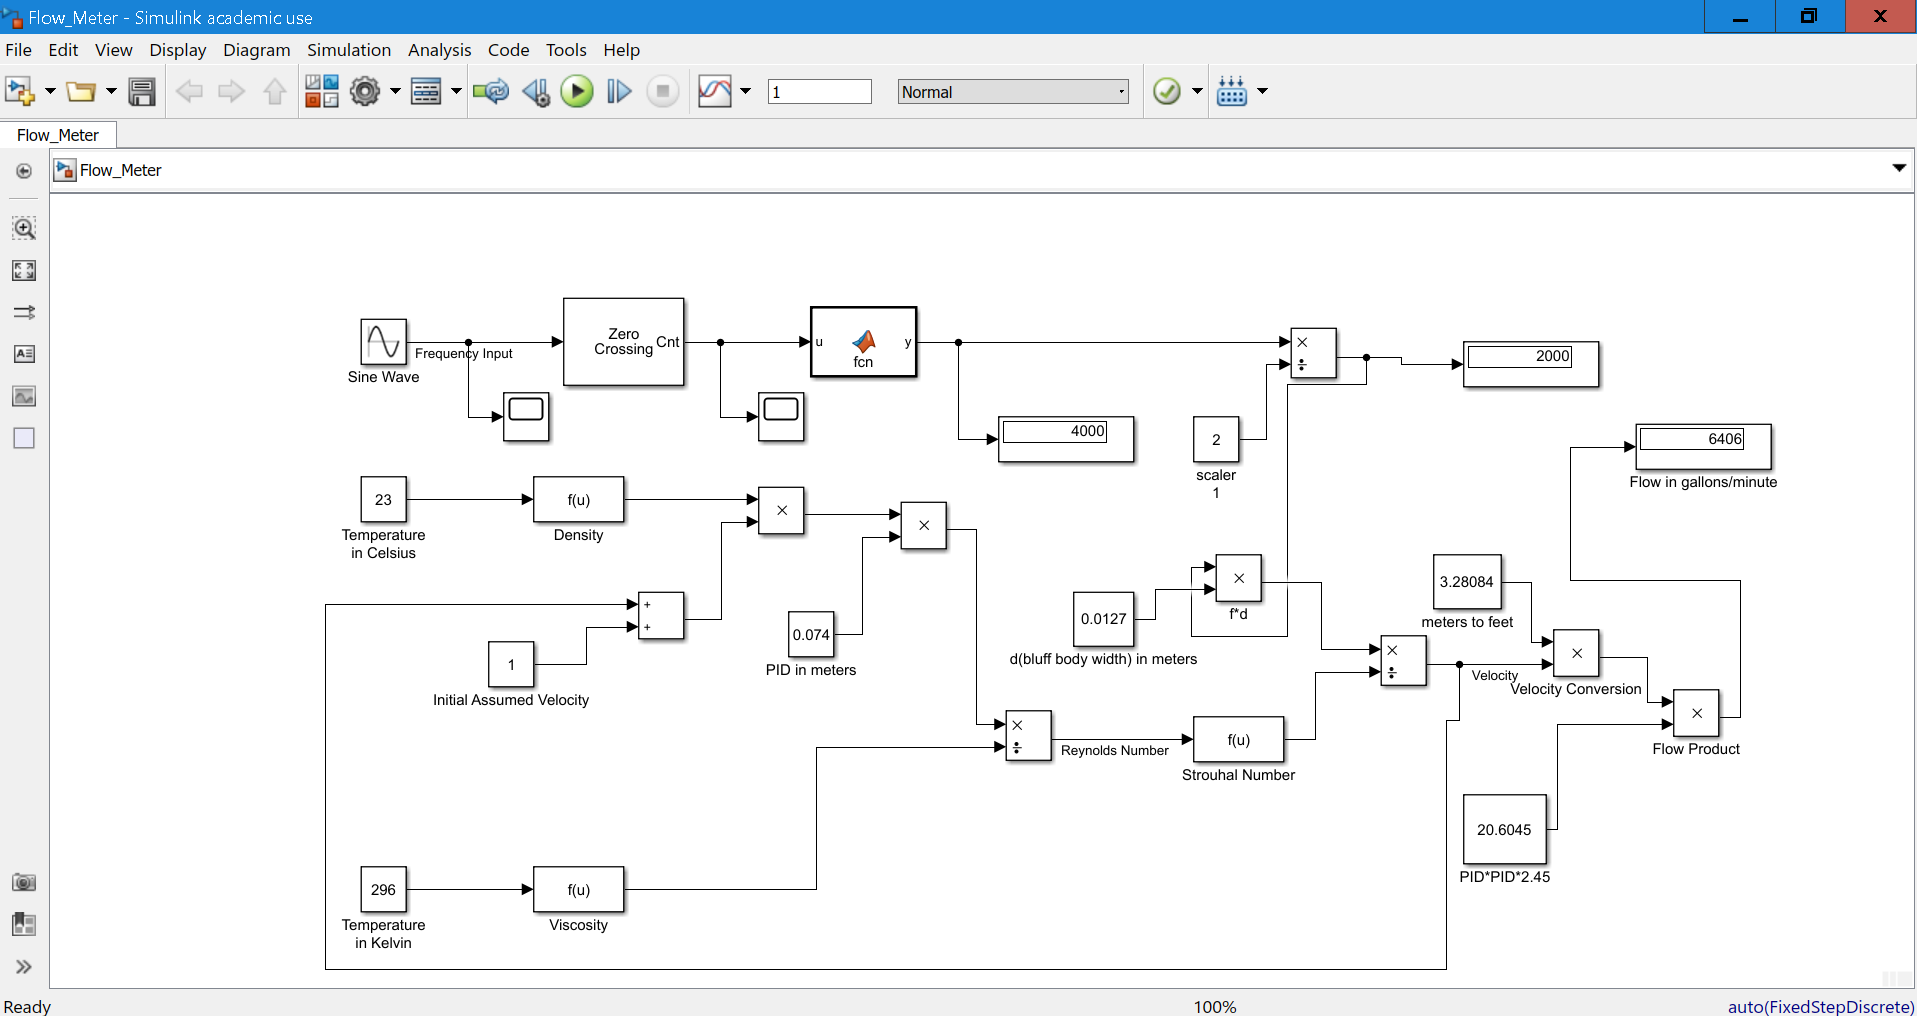 Flow_Meter - Simulink academic use
File Edit View Display Diagram Simulation Analysis Code Tools Help
1
Normal
Flow_Meter
Flow_Meter
Sine Wave
Frequency Input
Zero
Crossing
Cnt
u
fcn
y
×
÷
2000
4000
2
scaler
1
6406
Flow in gallons/minute
23
Temperature
in Celsius
f(u)
Density
×
×
+
+
1
Initial Assumed Velocity
0.074
PID in meters
0.0127
d(bluff body width) in meters
×
f*d
3.28084
meters to feet
×
÷
Velocity
×
Velocity Conversion
×
Flow Product
×
÷
Reynolds Number
f(u)
Strouhal Number
20.6045
PID*PID*2.45
296
Temperature
in Kelvin
f(u)
Viscosity
Ready
100%
auto(FixedStepDiscrete)